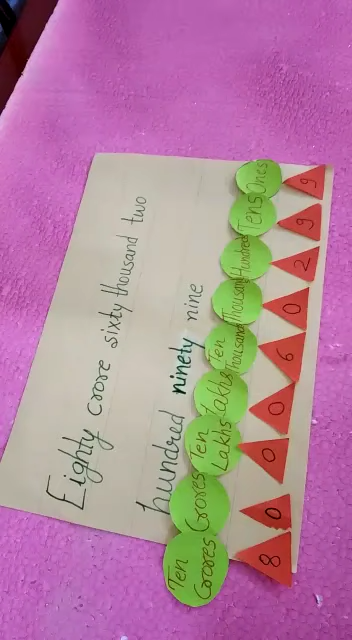 Eighty crore sixty thousand two
hundred ninety nine
Ten Crores Crores Ten Lakhs Lakhs Ten Thousand Thousand Hundred Tens Ones
8 0 0 0 6 0 2 9 9